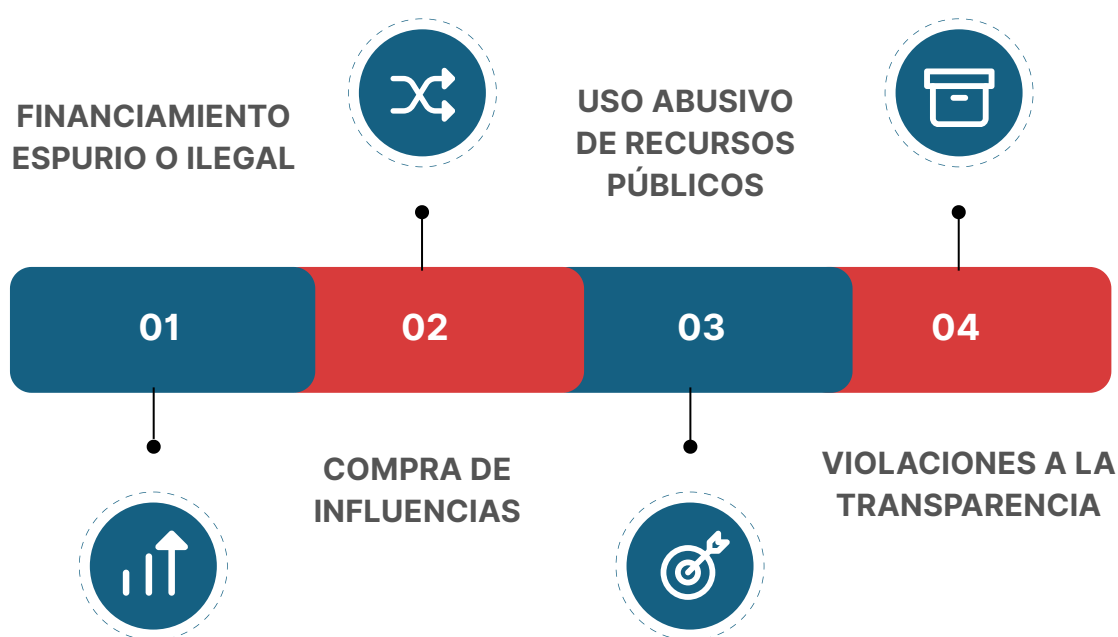 FINANCIAMIENTO
ESPURIO O ILEGAL
USO ABUSIVO
DE RECURSOS
PÚBLICOS
01
02
03
04
COMPRA DE
INFLUENCIAS
VIOLACIONES A LA
TRANSPARENCIA